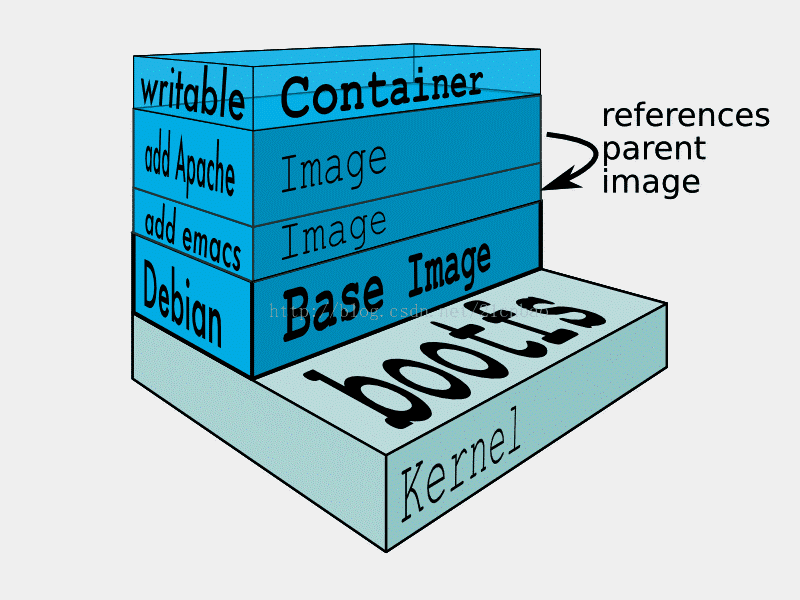 writable Container
references
parent
image
add Apache Image
add emacs Image
Debian Base Image
bootfs
Kernel